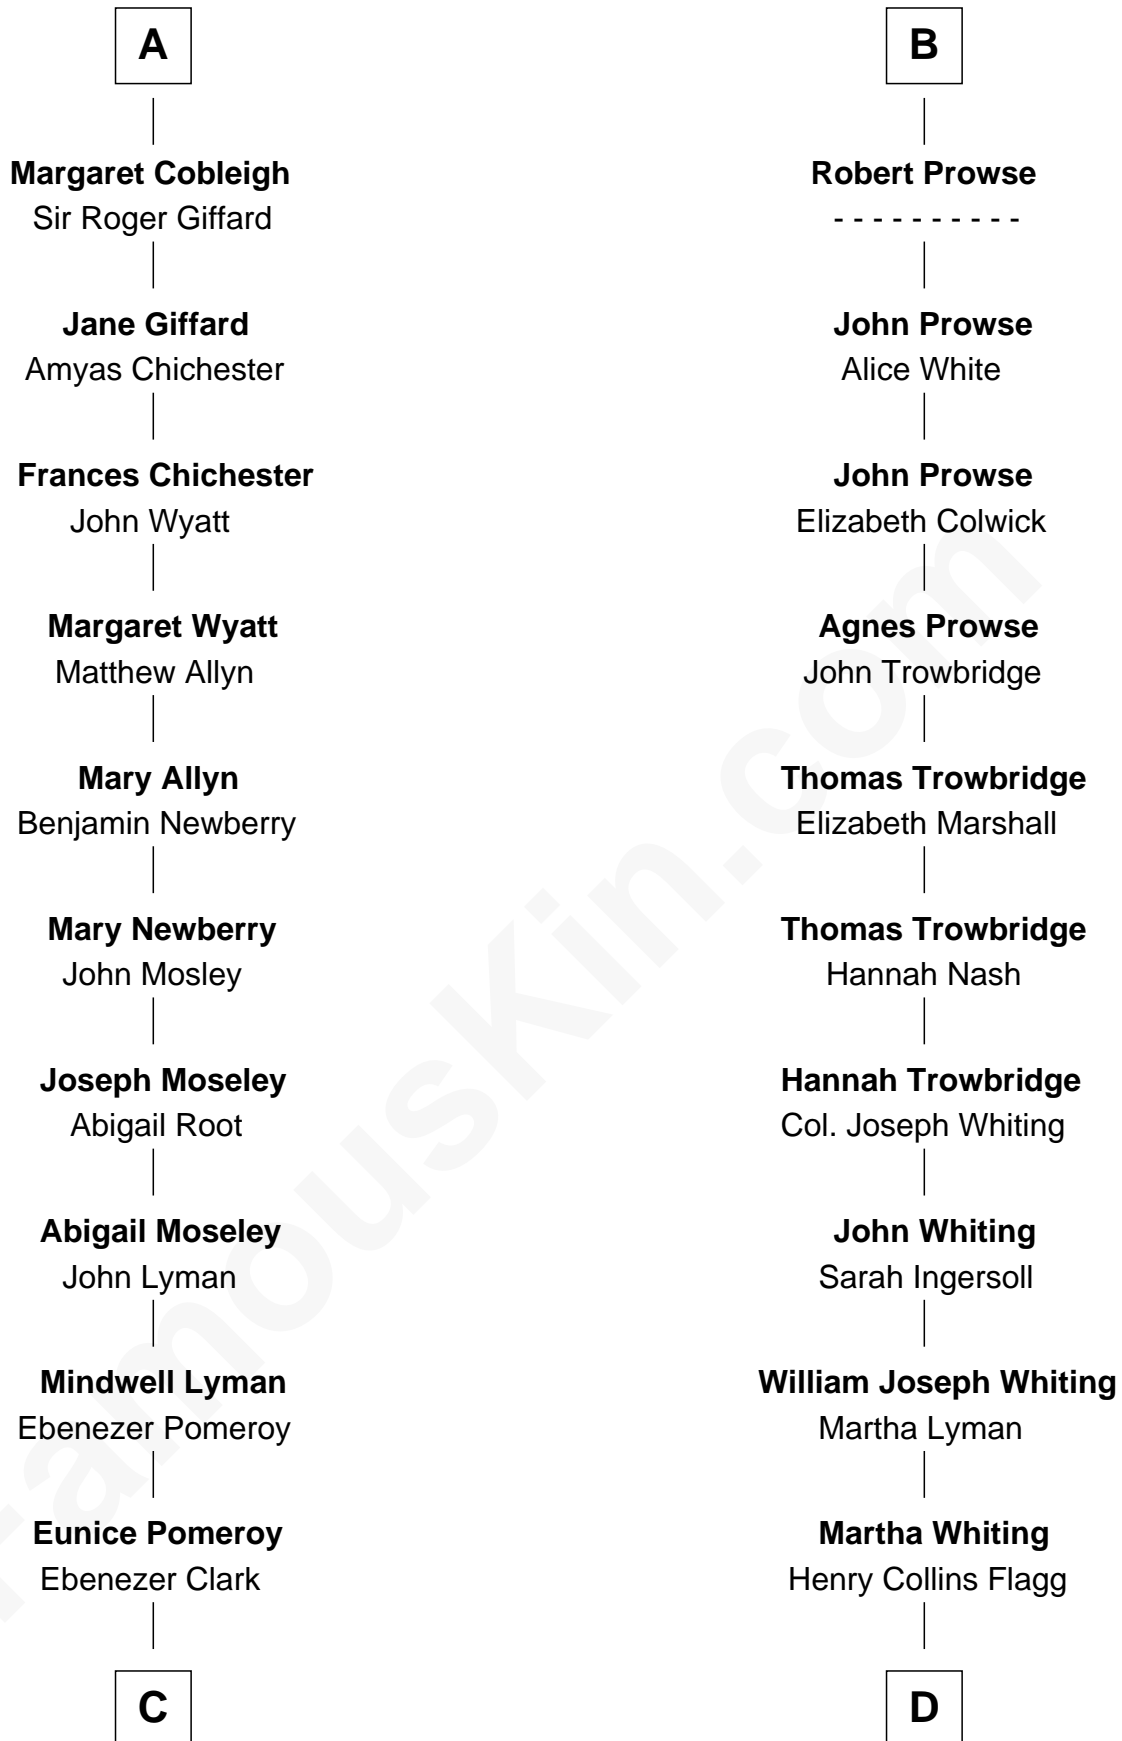 A
Margaret Cobleigh
Sir Roger Giffard
Jane Giffard
Amyas Chichester
Frances Chichester
John Wyatt
Margaret Wyatt
Matthew Allyn
Mary Allyn
Benjamin Newberry
Mary Newberry
John Mosley
Joseph Moseley
Abigail Root
Abigail Moseley
John Lyman
Mindwell Lyman
Ebenezer Pomeroy
Eunice Pomeroy
Ebenezer Clark
C
B
Robert Prowse
- - - - - - - - - -
John Prowse
Alice White
John Prowse
Elizabeth Colwick
Agnes Prowse
John Trowbridge
Thomas Trowbridge
Elizabeth Marshall
Thomas Trowbridge
Hannah Nash
Hannah Trowbridge
Col. Joseph Whiting
John Whiting
Sarah Ingersoll
William Joseph Whiting
Martha Lyman
Martha Whiting
Henry Collins Flagg
D
FamousKin.com